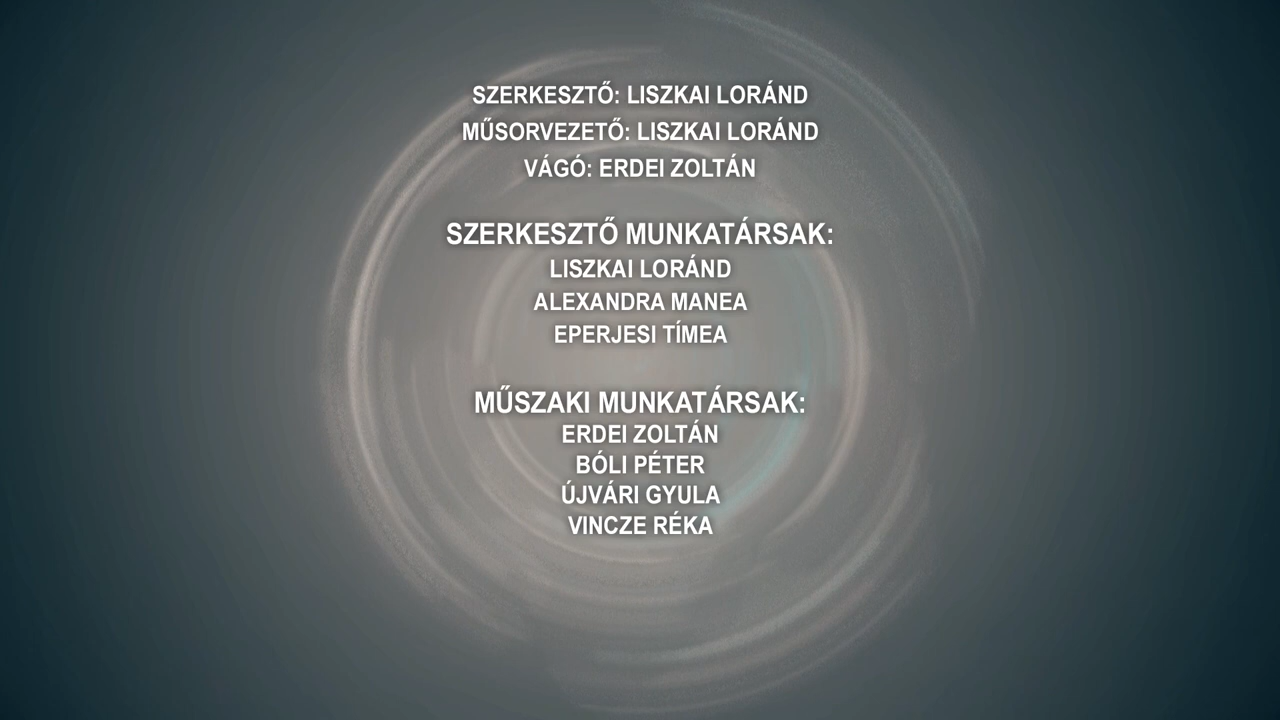 SZERKESZTŐ: LISZKAI LORÁND
MŰSORVEZETŐ: LISZKAI LORÁND
VÁGÓ: ERDEI ZOLTÁN
SZERKESZTŐ MUNKATÁRSAK:
LISZKAI LORÁND
ALEXANDRA MANEA
EPERJESI TÍMEA
MŰSZAKI MUNKATÁRSAK:
ERDEI ZOLTÁN
BÓLI PÉTER
ÚJVÁRI GYULA
VINCZE RÉKA